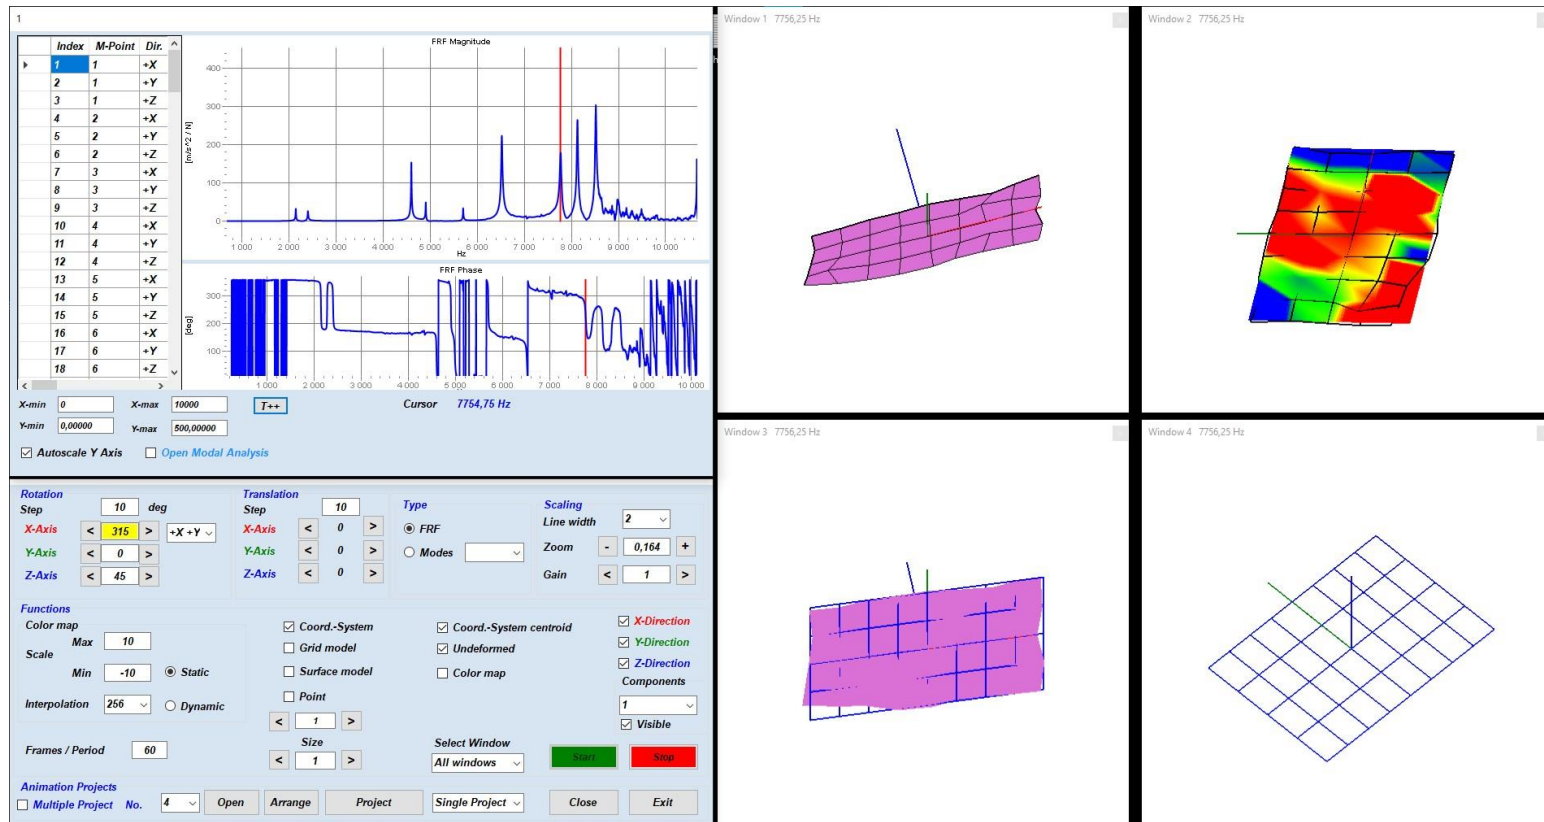 1
Index M-Point Dir.
1 1 +X
2 1 +Y
3 1 +Z
4 2 +X
5 2 +Y
6 2 +Z
7 3 +X
8 3 +Y
9 3 +Z
10 4 +X
11 4 +Y
12 4 +Z
13 5 +X
14 5 +Y
15 5 +Z
16 6 +X
17 6 +Y
18 6 +Z
FRF Magnitude
[m/s^2 / N]
400
300
200
100
0
1 000 2 000 3 000 4 000 5 000 6 000 7 000 8 000 9 000 10 000
Hz
FRF Phase
[deg]
300
200
100
1 000 2 000 3 000 4 000 5 000 6 000 7 000 8 000 9 000 10 000
X-min 0 X-max 10000 T++ Cursor 7754,75 Hz
Y-min 0,00000 Y-max 500,00000
Autoscale Y Axis Open Modal Analysis
Rotation
Step 10 deg
X-Axis < 315 > +X +Y
Y-Axis < 0 >
Z-Axis < 45 >
Translation
Step 10
X-Axis < 0 >
Y-Axis < 0 >
Z-Axis < 0 >
Type
FRF
Modes
Scaling
Line width 2
Zoom - 0,164 +
Gain < 1 >
Functions
Color map
Scale
Max 10
Min -10 Static
Interpolation 256 Dynamic
Frames / Period 60
Coord.-System
Grid model
Surface model
Point
< 1 >
Size
< 1 >
Coord.-System centroid
Undeformed
Color map
X-Direction
Y-Direction
Z-Direction
Components
1
Visible
Select Window
All windows Start Stop
Animation Projects
Multiple Project No. 4 Open Arrange Project Single Project Close Exit
Window 1 7756,25 Hz
Window 2 7756,25 Hz
Window 3 7756,25 Hz
Window 4 7756,25 Hz